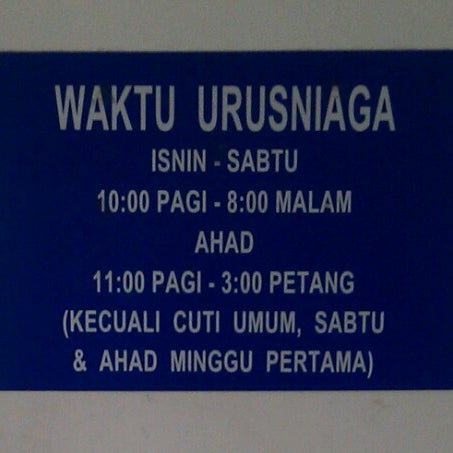 WAKTU URUSNIAGA
ISNIN - SABTU
10:00 PAGI - 8:00 MALAM
AHAD
11:00 PAGI - 3:00 PETANG
(KECUALI CUTI UMUM, SABTU
& AHAD MINGGU PERTAMA)